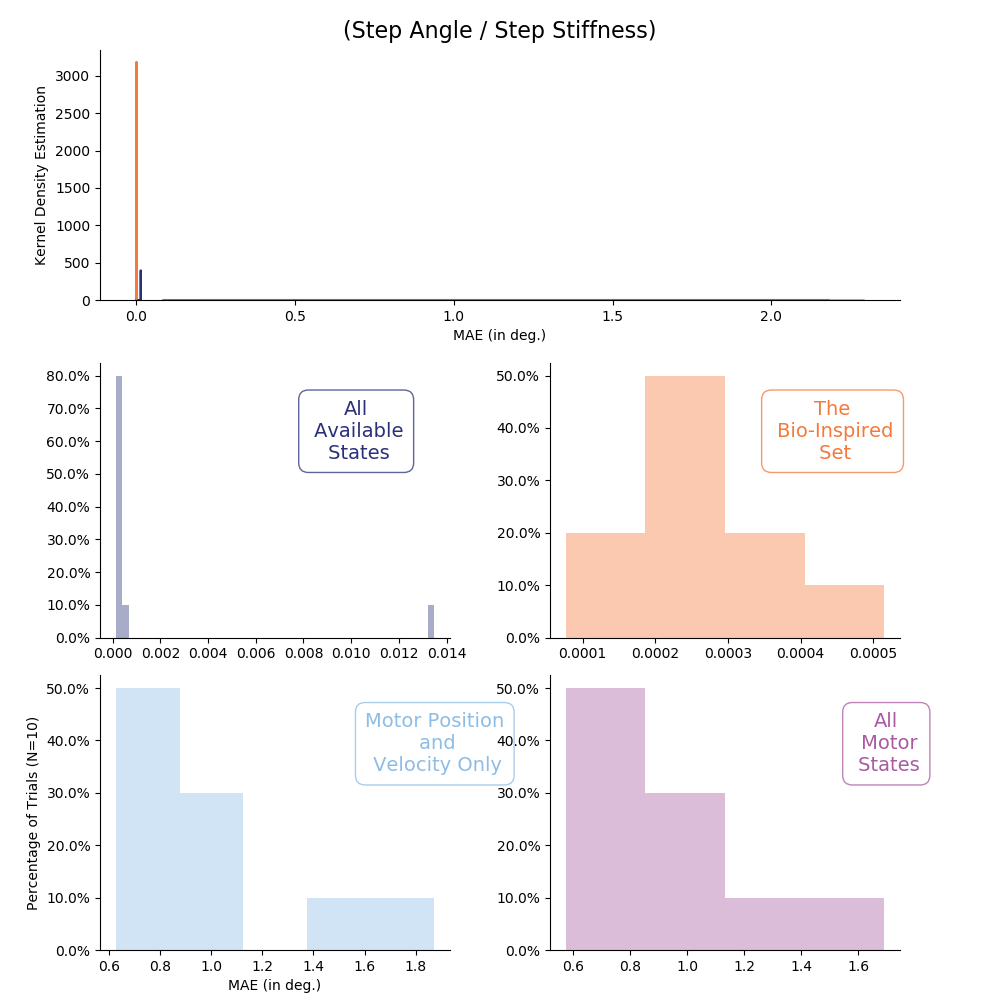 (Step Angle / Step Stiffness)
Kernel Density Estimation
3000
2500
2000
1500
1000
500
0
0.0 0.5 1.0 1.5 2.0
MAE (in deg.)
80.0%
70.0%
60.0%
50.0%
40.0%
30.0%
20.0%
10.0%
0.0%
All
Available
States
0.000 0.002 0.004 0.006 0.008 0.010 0.012 0.014
50.0%
40.0%
30.0%
20.0%
10.0%
0.0%
The
Bio-Inspired
Set
0.0001 0.0002 0.0003 0.0004 0.0005
Percentage of Trials (N=10)
50.0%
40.0%
30.0%
20.0%
10.0%
0.0%
Motor Position
and
Velocity Only
0.6 0.8 1.0 1.2 1.4 1.6 1.8
MAE (in deg.)
50.0%
40.0%
30.0%
20.0%
10.0%
0.0%
All
Motor
States
0.6 0.8 1.0 1.2 1.4 1.6